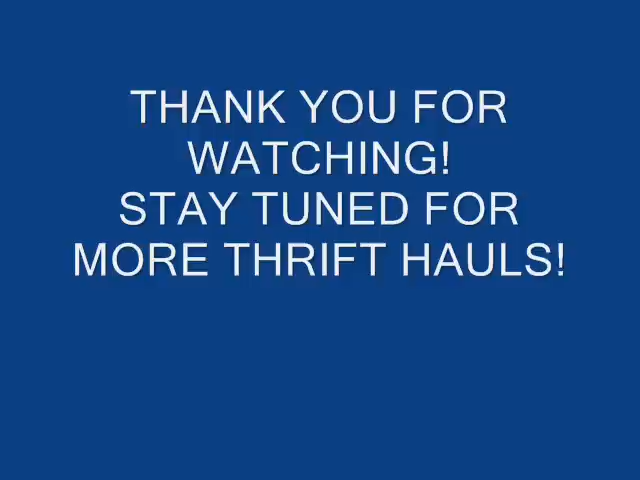 THANK YOU FOR
WATCHING!
STAY TUNED FOR
MORE THRIFT HAULS!